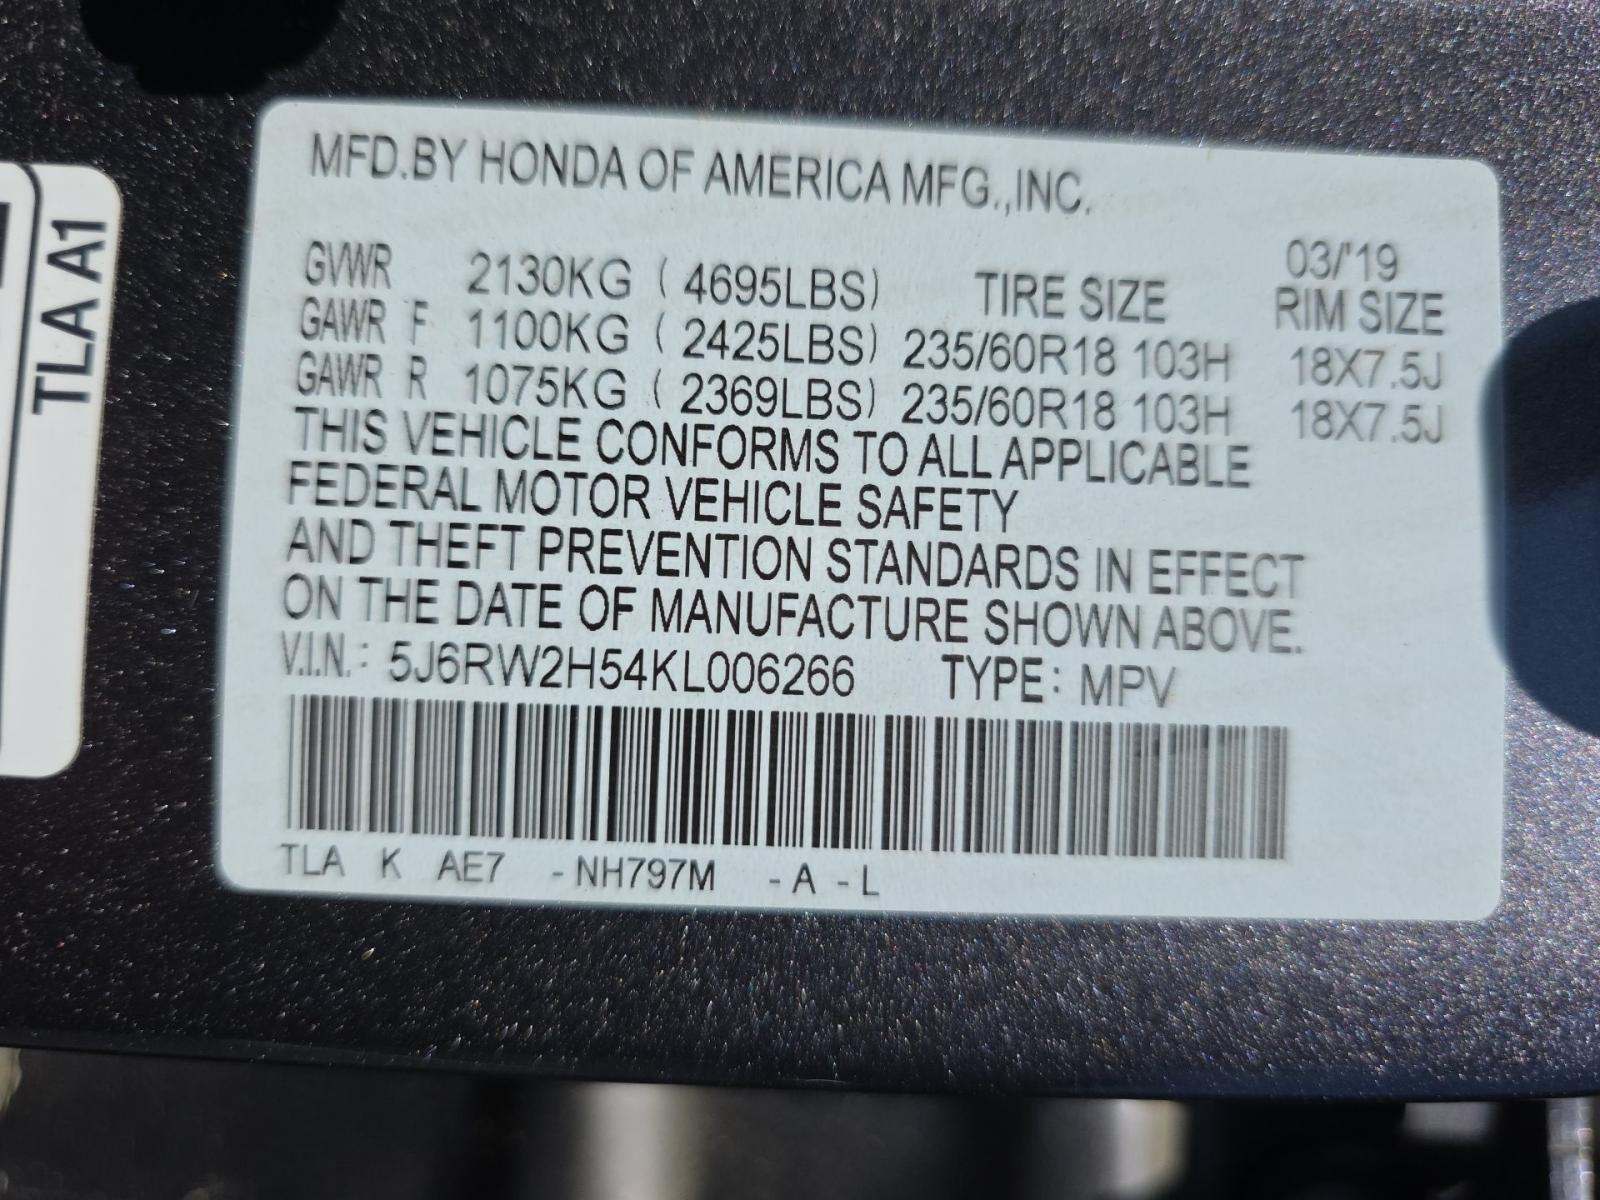 MFD.BY HONDA OF AMERICA MFG.,INC.
03/'19
GVWR 2130KG ( 4695LBS) TIRE SIZE RIM SIZE
GAWR F 1100KG ( 2425LBS) 235/60R18 103H 18X7.5J
GAWR R 1075KG ( 2369LBS) 235/60R18 103H 18X7.5J
THIS VEHICLE CONFORMS TO ALL APPLICABLE
FEDERAL MOTOR VEHICLE SAFETY
AND THEFT PREVENTION STANDARDS IN EFFECT
ON THE DATE OF MANUFACTURE SHOWN ABOVE.
V.I.N.: 5J6RW2H54KL006266 TYPE: MPV
TLA K AE7 -NH797M -A -L
TLA A1